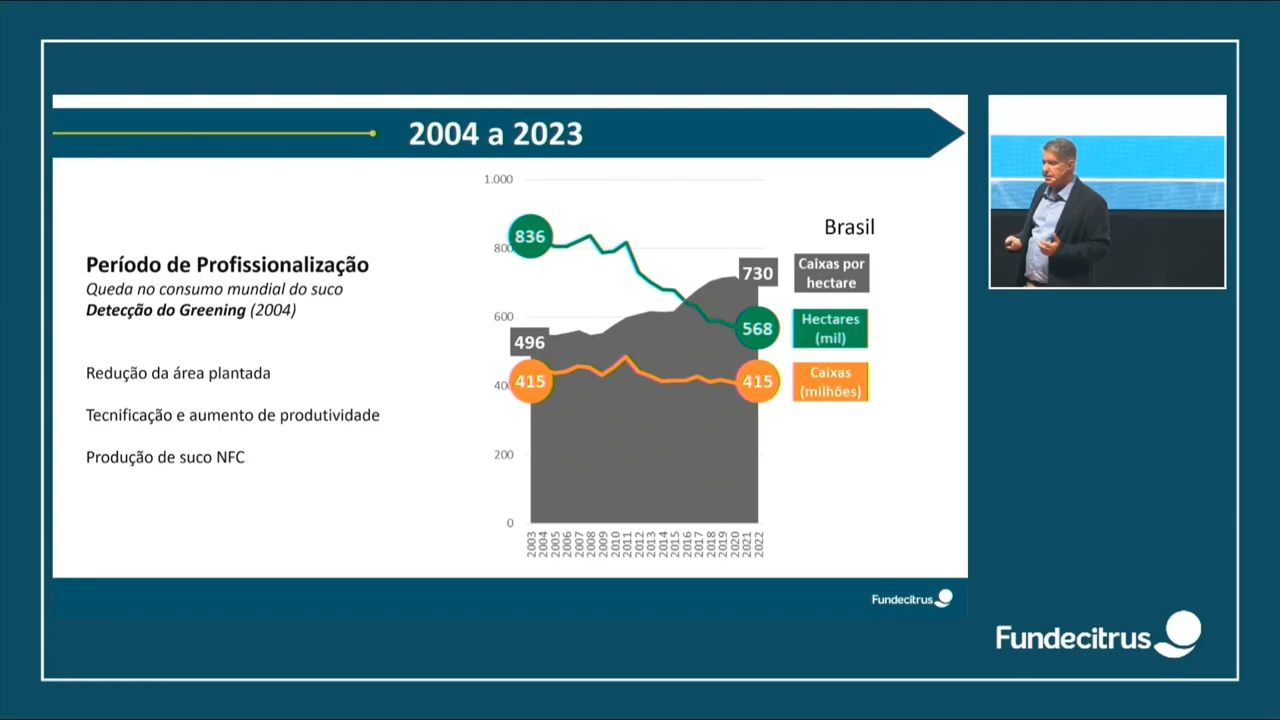 2004 a 2023
Período de Profissionalização
Queda no consumo mundial do suco
Detecção do Greening (2004)
Redução da área plantada
Tecnificação e aumento de produtividade
Produção de suco NFC
1.000
800
600
400
200
0
836
496
415
730
568
415
2003
2004
2005
2006
2007
2008
2009
2010
2011
2012
2013
2014
2015
2016
2017
2018
2019
2020
2021
2022
Brasil
Caixas por
hectare
Hectares
(mil)
Caixas
(milhões)
Fundecitrus
Fundecitrus